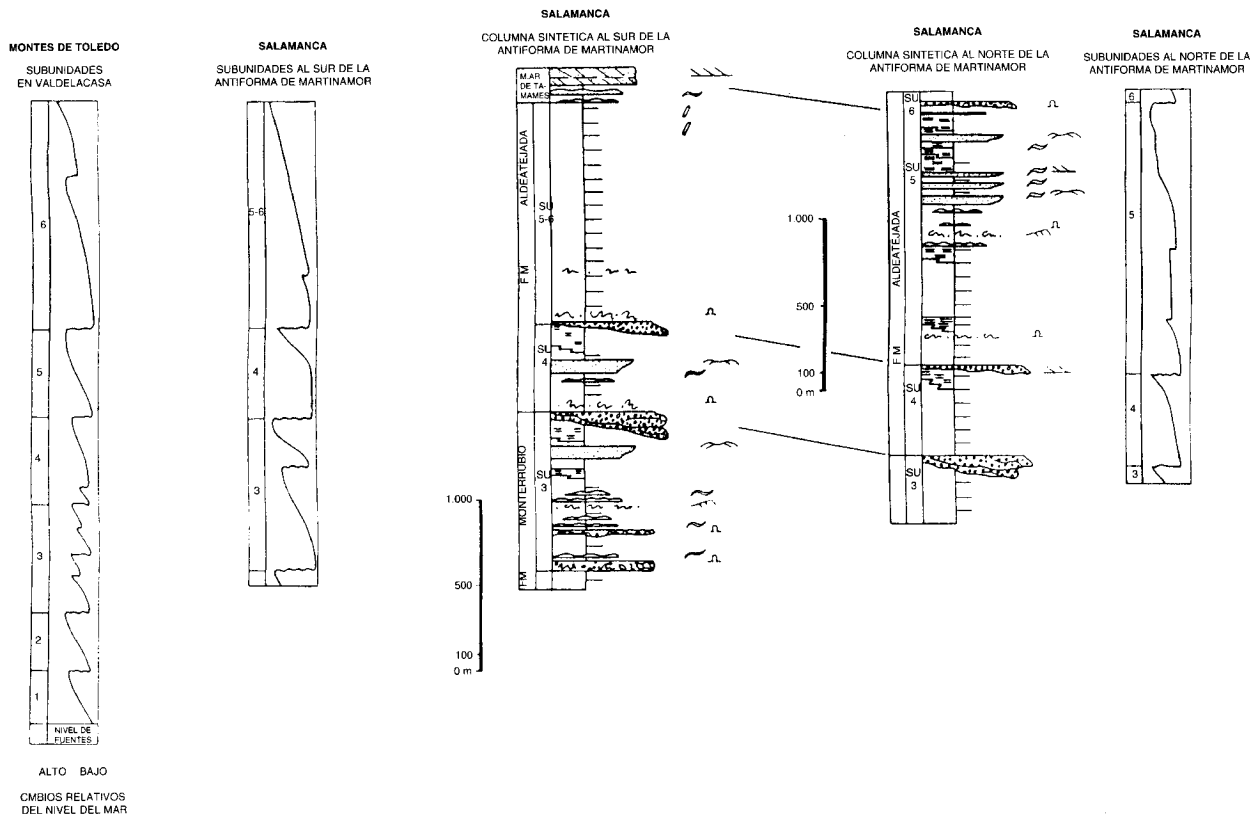 MONTES DE TOLEDO
SUBUNIDADES
EN VALDELACASA
6
5
4
3
2
1
NIVEL DE
FUENTES
ALTO BAJO
CMBIOS RELATIVOS
DEL NIVEL DEL MAR
SALAMANCA
SUBUNIDADES AL SUR DE LA
ANTIFORMA DE MARTINAMOR
5-6
4
3
SALAMANCA
COLUMNA SINTETICA AL SUR DE LA
ANTIFORMA DE MARTINAMOR
M.AR
DE TA-
MAMES
FM ALDEATEJADA
SU
5-6
SU
4
FM MONTERRUBIO
SU
3
1.000
500
100
0 m
1.000
500
100
0 m
SALAMANCA
COLUMNA SINTETICA AL NORTE DE LA
ANTIFORMA DE MARTINAMOR
FM ALDEATEJADA
SU
6
SU
5
SU
4
SU
3
SALAMANCA
SUBUNIDADES AL NORTE DE LA
ANTIFORMA DE MARTINAMOR
6
5
4
3